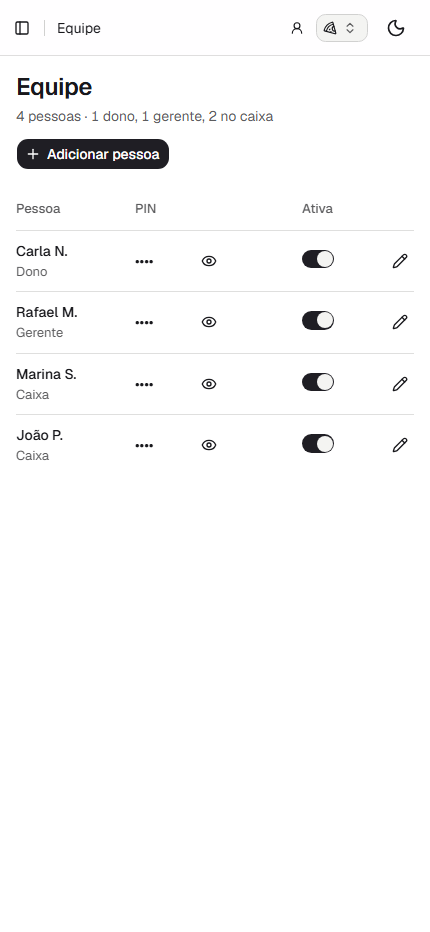 Equipe
Equipe
4 pessoas · 1 dono, 1 gerente, 2 no caixa
Adicionar pessoa
Pessoa PIN Ativa
Carla N.
Dono
••••
Rafael M.
Gerente
••••
Marina S.
Caixa
••••
João P.
Caixa
••••